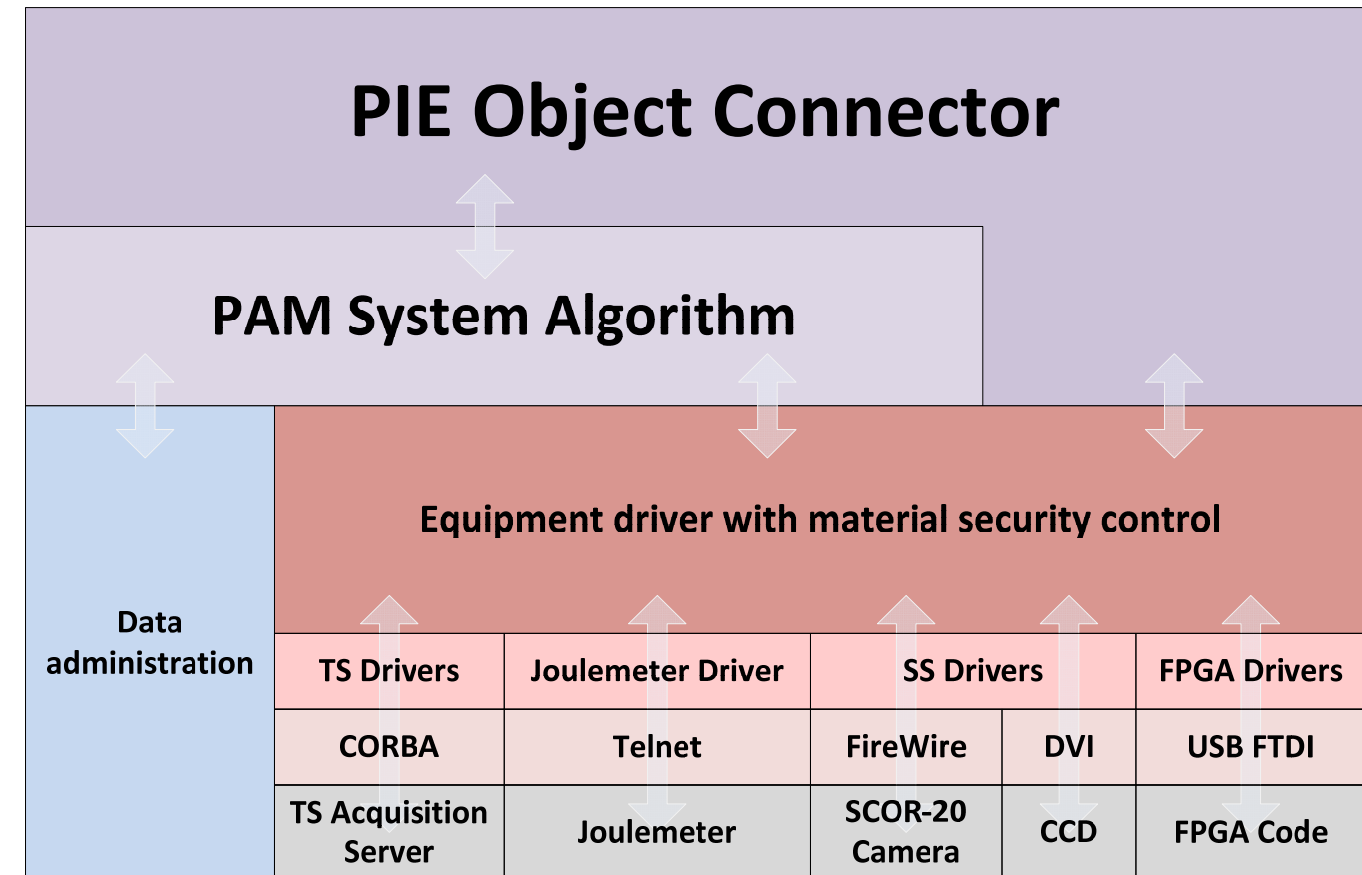 PIE Object Connector
PAM System Algorithm
Equipment driver with material security control
Data
administration
TS Drivers
Joulemeter Driver
SS Drivers
FPGA Drivers
CORBA
Telnet
FireWire
DVI
USB FTDI
TS Acquisition
Server
Joulemeter
SCOR-20
Camera
CCD
FPGA Code